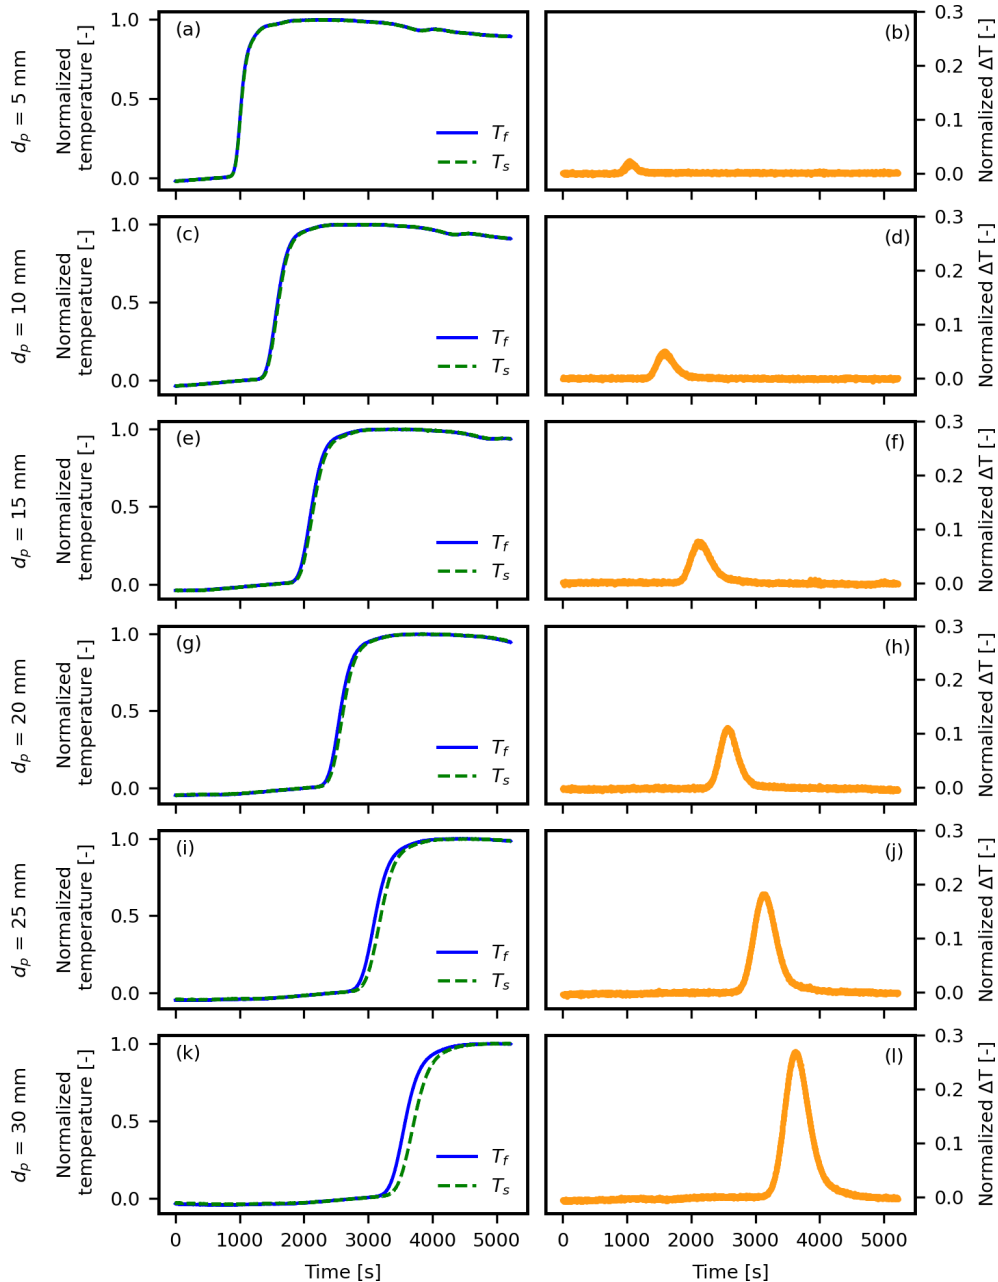 d_p = 5 mm
Normalized
temperature [-]
1.0
0.5
0.0
(a)
T_f
T_s
(b)
0.3
0.2
0.1
0.0
Normalized ΔT [-]
d_p = 10 mm
Normalized
temperature [-]
1.0
0.5
0.0
(c)
T_f
T_s
(d)
0.3
0.2
0.1
0.0
Normalized ΔT [-]
d_p = 15 mm
Normalized
temperature [-]
1.0
0.5
0.0
(e)
T_f
T_s
(f)
0.3
0.2
0.1
0.0
Normalized ΔT [-]
d_p = 20 mm
Normalized
temperature [-]
1.0
0.5
0.0
(g)
T_f
T_s
(h)
0.3
0.2
0.1
0.0
Normalized ΔT [-]
d_p = 25 mm
Normalized
temperature [-]
1.0
0.5
0.0
(i)
T_f
T_s
(j)
0.3
0.2
0.1
0.0
Normalized ΔT [-]
d_p = 30 mm
Normalized
temperature [-]
1.0
0.5
0.0
(k)
T_f
T_s
(l)
0.3
0.2
0.1
0.0
Normalized ΔT [-]
0 1000 2000 3000 4000 5000
0 1000 2000 3000 4000 5000
Time [s]
Time [s]